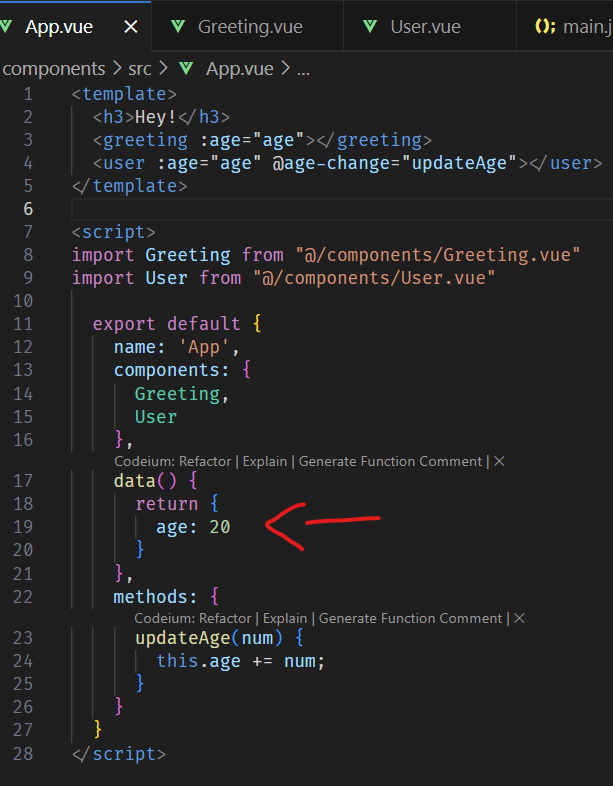 App.vue × Greeting.vue User.vue (); main.j
components > src > App.vue > ...
1 <template>
2 <h3>Hey!</h3>
3 <greeting :age="age"></greeting>
4 <user :age="age" @age-change="updateAge"></user>
5 </template>
6
7 <script>
8 import Greeting from "@/components/Greeting.vue"
9 import User from "@/components/User.vue"
10
11 export default {
12 name: 'App',
13 components: {
14 Greeting,
15 User
16 },
Codeium: Refactor | Explain | Generate Function Comment | ×
17 data() {
18 return {
19 age: 20
20 }
21 },
22 methods: {
Codeium: Refactor | Explain | Generate Function Comment | ×
23 updateAge(num) {
24 this.age += num;
25 }
26 }
27 }
28 </script>